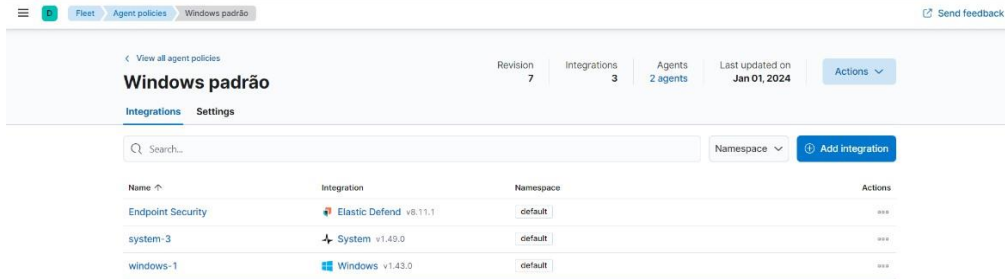 D Fleet Agent policies Windows padrão Send feedback
View all agent policies
Windows padrão
Revision Integrations Agents Last updated on
7 3 2 agents Jan 01, 2024
Actions
Integrations Settings
Search...
Namespace
Add integration
Name Integration Namespace Actions
Endpoint Security Elastic Defend v8.11.1 default
system-3 System v1.49.0 default
windows-1 Windows v1.43.0 default